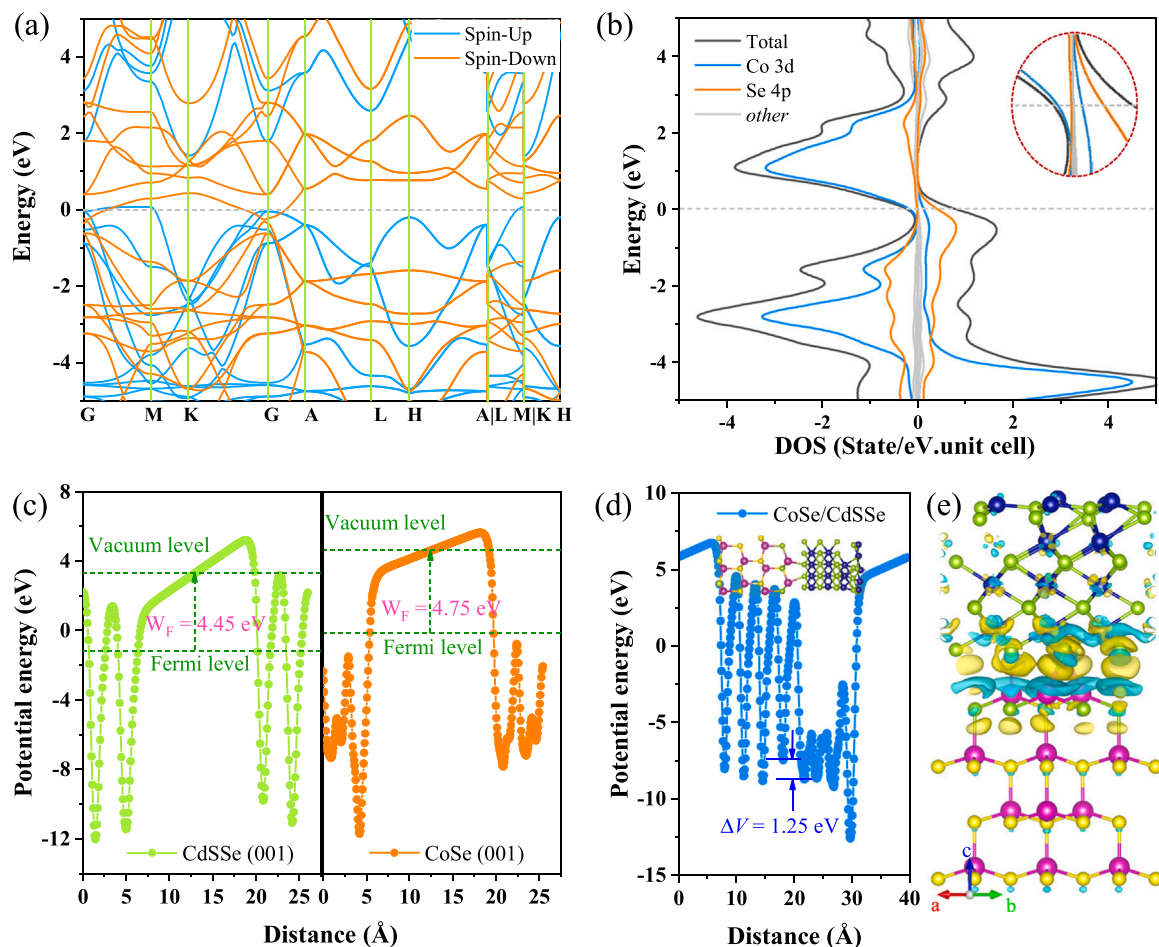 (a)
Spin-Up
Spin-Down
4
2
0
-2
-4
Energy (eV)
G M K G A L H A|L M|K H
(b)
Total
Co 3d
Se 4p
other
4
2
0
-2
-4
Energy (eV)
-4 -2 0 2 4
DOS (State/eV.unit cell)
(c)
8
4
0
-4
-8
-12
Potential energy (eV)
Vacuum level
W_F = 4.45 eV
Fermi level
CdSSe (001)
0 5 10 15 20 25
Vacuum level
W_F = 4.75 eV
Fermi level
CoSe (001)
0 5 10 15 20 25
Distance (Å)
(d)
10
5
0
-5
-10
-15
Potential energy (eV)
CoSe/CdSSe
ΔV = 1.25 eV
0 10 20 30 40
Distance (Å)
(e)
c
a
b